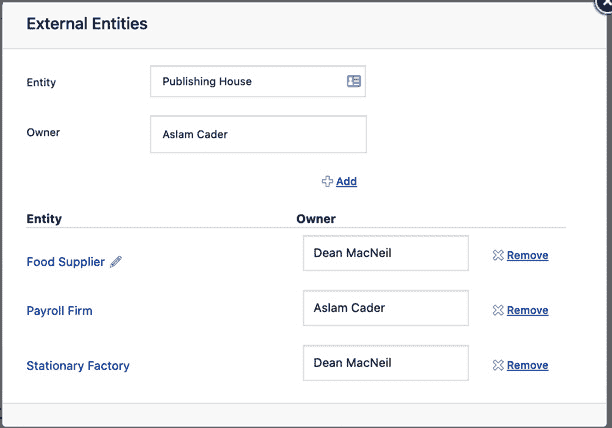 External Entities
Entity Publishing House
Owner Aslam Cader
Add
Entity Owner
Food Supplier Dean MacNeil Remove
Payroll Firm Aslam Cader Remove
Stationary Factory Dean MacNeil Remove